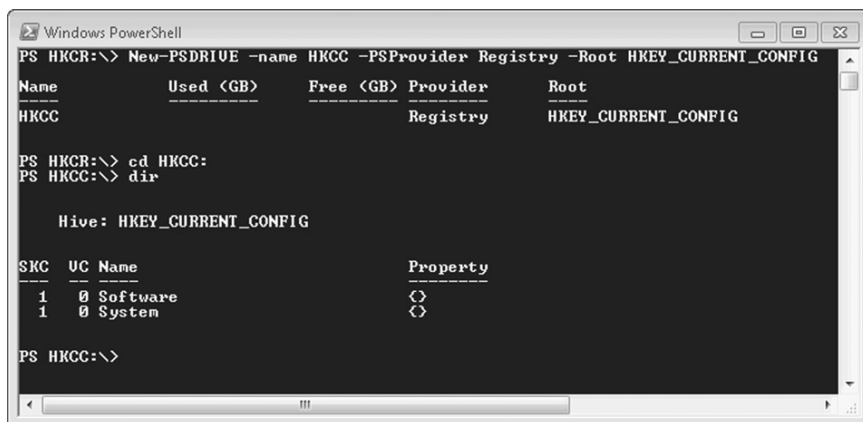 Windows PowerShell
PS HKCR:\> New-PSDRIVE -name HKCC -PSProvider Registry -Root HKEY_CURRENT_CONFIG
Name Used (GB) Free (GB) Provider Root
---- --------- --------- -------- ----
HKCC Registry HKEY_CURRENT_CONFIG
PS HKCR:\> cd HKCC:
PS HKCC:\> dir
Hive: HKEY_CURRENT_CONFIG
SKC VC Name Property
--- -- ---- --------
1 0 Software {}
1 0 System {}
PS HKCC:\>